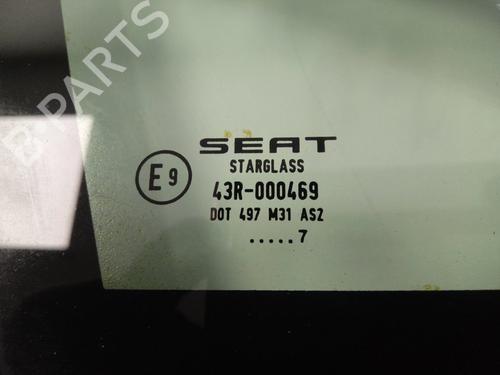 B-PARTS
SEAT
STARGLASS
E9
43R-000469
DOT 497 M31 AS2
.....7